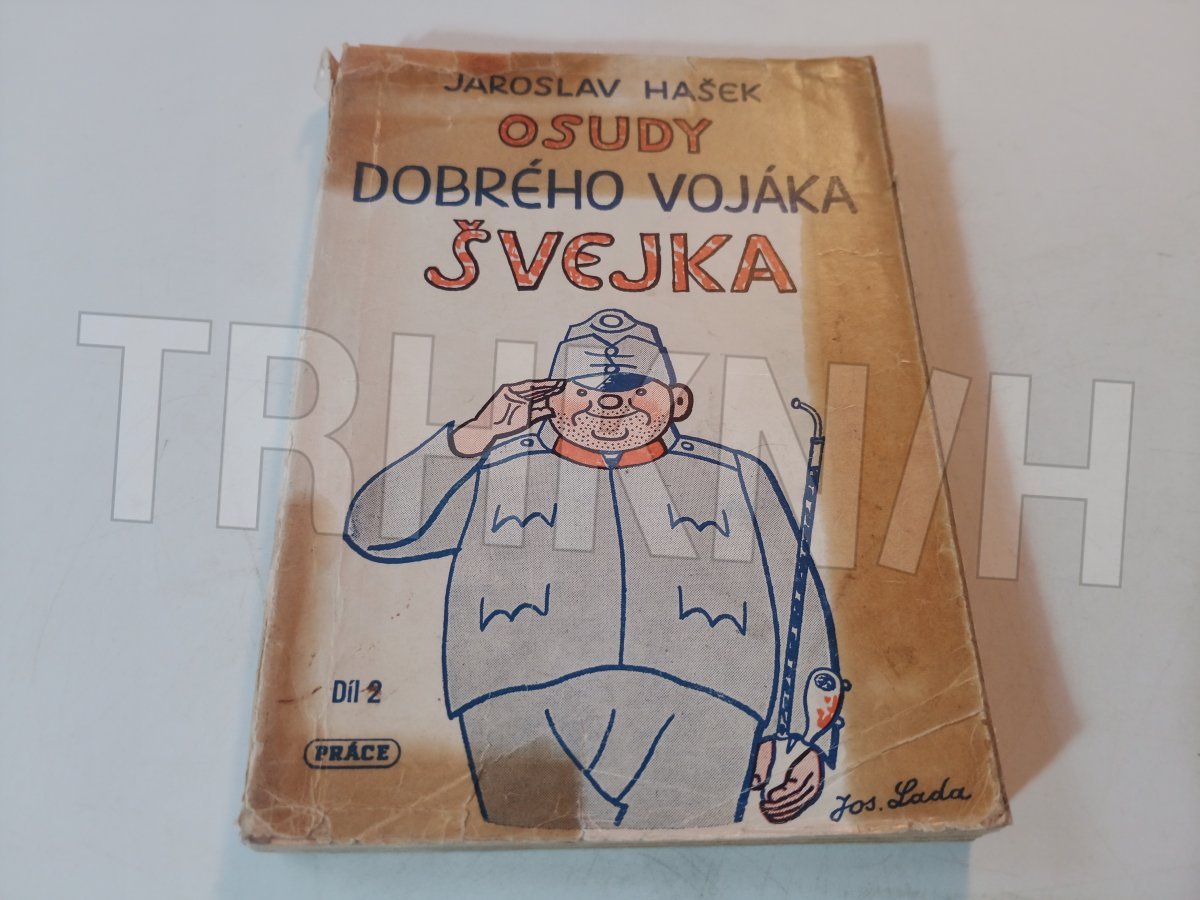 JAROSLAV HAŠEK
OSUDY
DOBRÉHO VOJÁKA
ŠVEJKA
TRHKNIH
Díl 2
PRÁCE
Jos. Lada